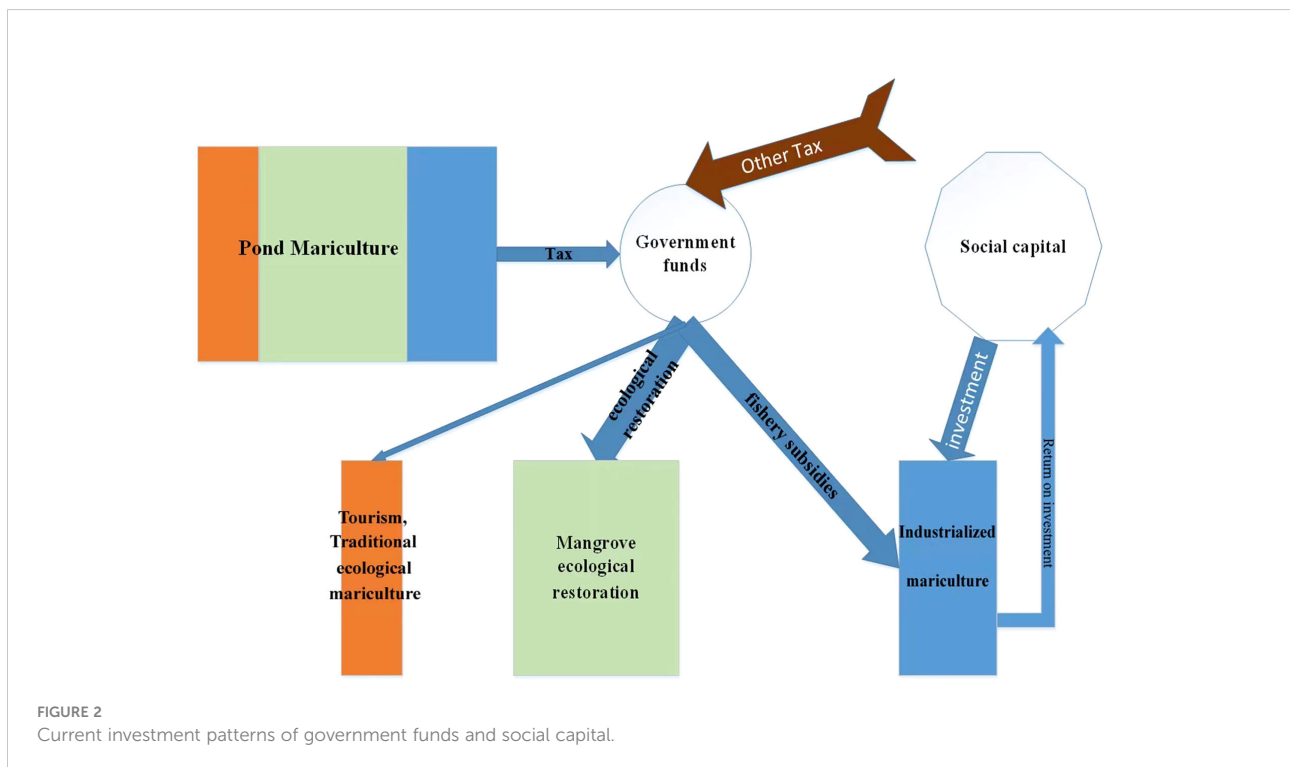 Other Tax
Pond Mariculture
Tax
Government
funds
Social capital
ecological
restoration
fishery subsidies
investment
Return on investment
Tourism,
Traditional
ecological
mariculture
Mangrove
ecological
restoration
Industrialized
mariculture
FIGURE 2
Current investment patterns of government funds and social capital.